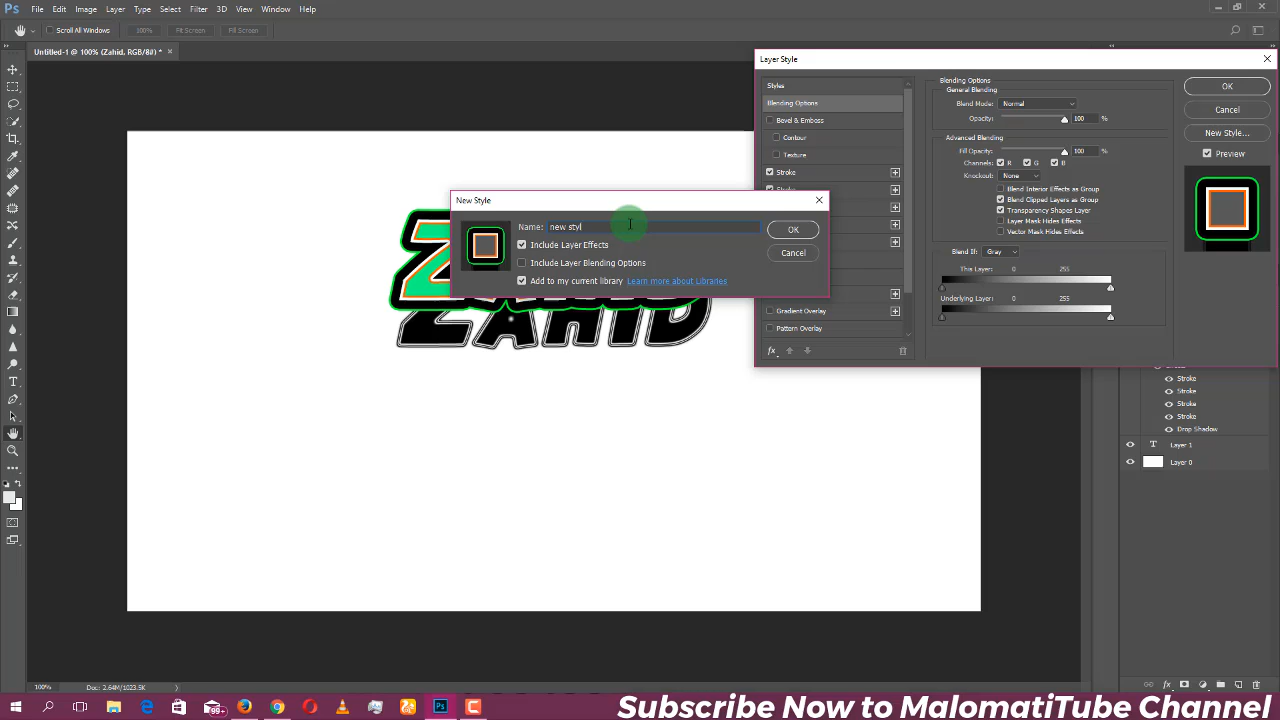 Ps File Edit Image Layer Type Select Filter 3D View Window Help
Scroll All Windows 100% Fit Screen Fill Screen
Untitled-1 @ 100% (Zahid, RGB/8#) * ×
Layer Style
Styles
Blending Options
Bevel & Emboss
Contour
Texture
Stroke
Stroke
Gradient Overlay
Pattern Overlay
fx
Blending Options
General Blending
Blend Mode: Normal
Opacity: 100 %
Advanced Blending
Fill Opacity: 100 %
Channels: R G B
Knockout: None
Blend Interior Effects as Group
Blend Clipped Layers as Group
Transparency Shapes Layer
Layer Mask Hides Effects
Vector Mask Hides Effects
Blend If: Gray
This Layer: 0 255
Underlying Layer: 0 255
OK
Cancel
New Style...
Preview
New Style
Name: new styl
Include Layer Effects
Include Layer Blending Options
Add to my current library Learn more about Libraries
OK
Cancel
ZAHID
Stroke
Stroke
Stroke
Stroke
Drop Shadow
T Layer 1
Layer 0
fx
100% Doc: 2.64M/1023.5K
99+
Ps
Subscribe Now to MalomatiTube Channel